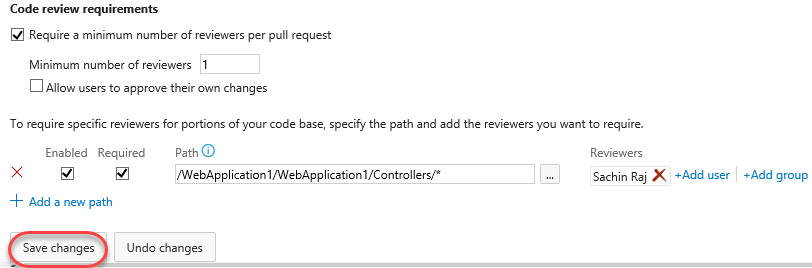 Code review requirements
Require a minimum number of reviewers per pull request
Minimum number of reviewers 1
Allow users to approve their own changes
To require specific reviewers for portions of your code base, specify the path and add the reviewers you want to require.
Enabled Required Path Reviewers
/WebApplication1/WebApplication1/Controllers/* ... Sachin Raj +Add user +Add group
+ Add a new path
Save changes Undo changes